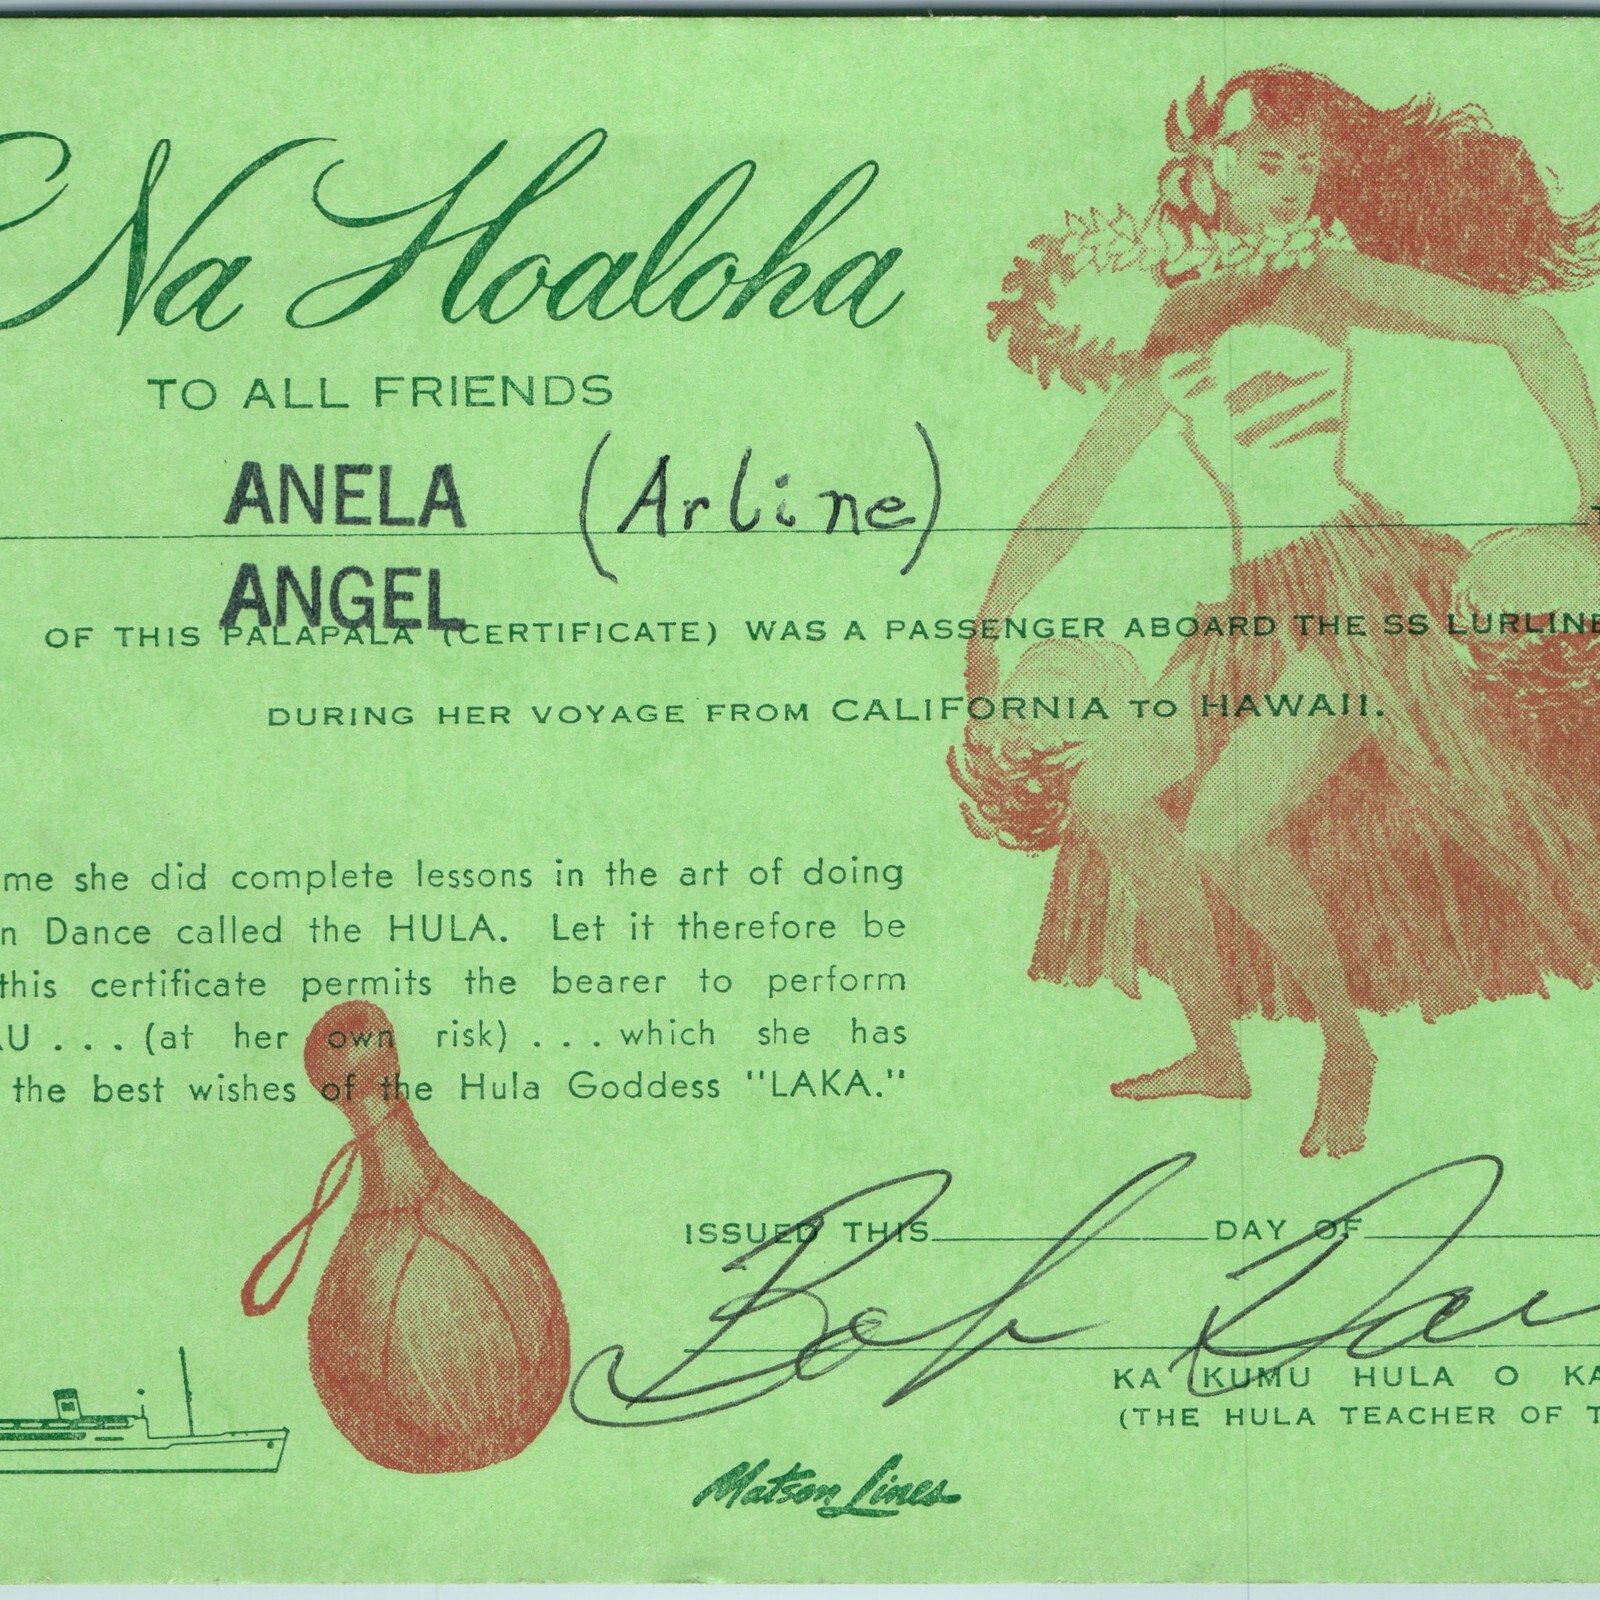 Na Hoaloha
TO ALL FRIENDS
ANELA (Arline)
ANGEL
OF THIS PALAPALA (CERTIFICATE) WAS A PASSENGER ABOARD THE SS LURLINE
DURING HER VOYAGE FROM CALIFORNIA TO HAWAII.
me she did complete lessons in the art of doing
n Dance called the HULA. Let it therefore be
this certificate permits the bearer to perform
AU . . . (at her own risk) . . . which she has
the best wishes of the Hula Goddess "LAKA."
ISSUED THIS DAY OF
Bob
KA KUMU HULA O KA
(THE HULA TEACHER OF T
Matson Lines